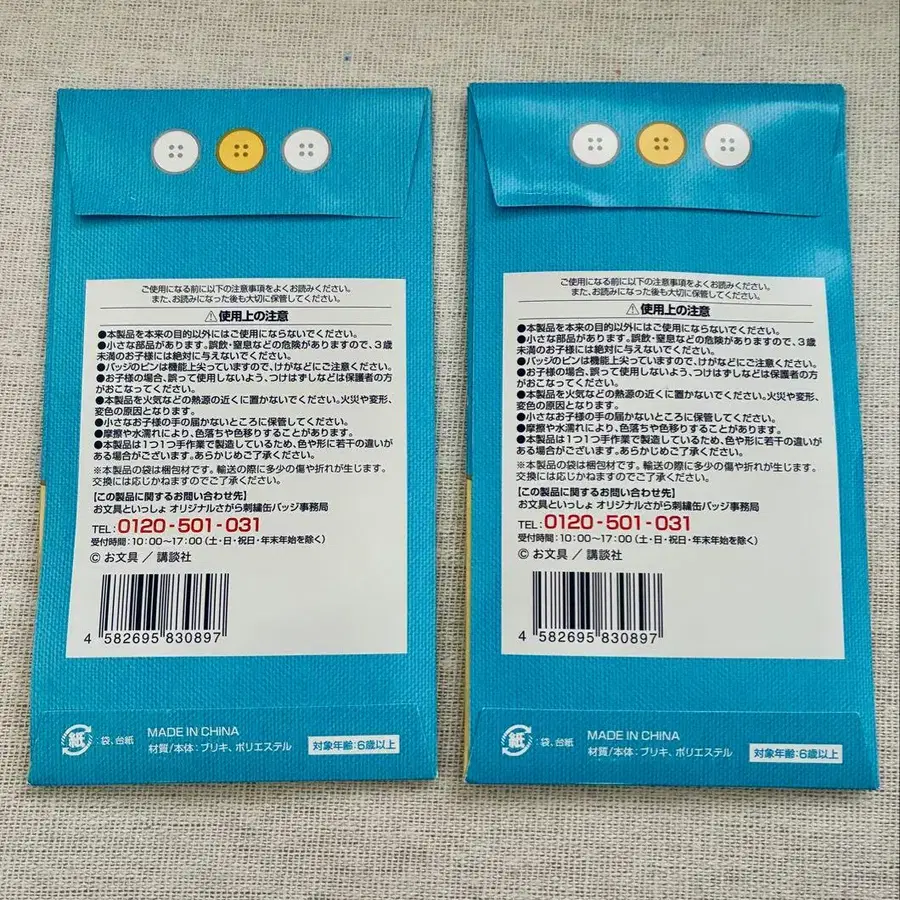 ご使用になる前に以下の注意事項をよくお読みください。
また、お読みになった後も大切に保管してください。
⚠使用上の注意
●本製品を本来の目的以外にはご使用にならないでください。
●小さな部品があります。誤飲・窒息などの危険がありますので、3歳
未満のお子様には絶対に与えないでください。
●バッジのピンは機能上尖っていますので、けがなどにご注意ください。
●お子様の場合、誤って使用しないよう、つけはずしなどは保護者の方
がおこなってください。
●本製品を火気などの熱源の近くに置かないでください。火災や変形、
変色の原因となります。
●小さなお子様の手の届かないところに保管してください。
●摩擦や水濡れにより、色落ちや色移りすることがあります。
●本製品は1つ1つ手作業で製造しているため、色や形に若干の違いが
ある場合がございます。あらかじめご了承ください。
※本製品の袋は梱包材です。輸送の際に多少の傷や折れが生じます。
交換には応じかねますのでご了承ください。
【この製品に関するお問い合わせ先】
お文具といっしょ オリジナルさがら刺繍缶バッジ事務局
TEL:0120-501-031
受付時間:10:00〜17:00(土・日・祝日・年末年始を除く)
© お文具/講談社
4 582695 830897
紙 :袋、台紙
MADE IN CHINA
材質/本体:ブリキ、ポリエステル
対象年齢:6歳以上
ご使用になる前に以下の注意事項をよくお読みください。
また、お読みになった後も大切に保管してください。
⚠使用上の注意
●本製品を本来の目的以外にはご使用にならないでください。
●小さな部品があります。誤飲・窒息などの危険がありますので、3歳
未満のお子様には絶対に与えないでください。
●バッジのピンは機能上尖っていますので、けがなどにご注意ください。
●お子様の場合、誤って使用しないよう、つけはずしなどは保護者の方
がおこなってください。
●本製品を火気などの熱源の近くに置かないでください。火災や変形、
変色の原因となります。
●小さなお子様の手の届かないところに保管してください。
●摩擦や水濡れにより、色落ちや色移りすることがあります。
●本製品は1つ1つ手作業で製造しているため、色や形に若干の違いが
ある場合がございます。あらかじめご了承ください。
※本製品の袋は梱包材です。輸送の際に多少の傷や折れが生じます。
交換には応じかねますのでご了承ください。
【この製品に関するお問い合わせ先】
お文具といっしょ オリジナルさがら刺繍缶バッジ事務局
TEL:0120-501-031
受付時間:10:00〜17:00(土・日・祝日・年末年始を除く)
© お文具/講談社
4 582695 830897
紙 :袋、台紙
MADE IN CHINA
材質/本体:ブリキ、ポリエステル
対象年齢:6歳以上